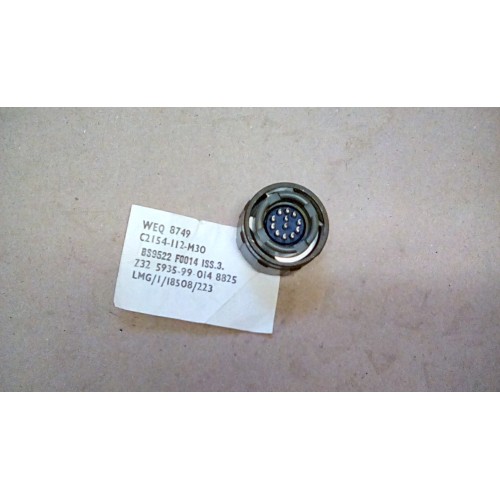 WEQ 8749
C2154-112-M30
BS9522 F0014 ISS.3.
Z32 5935-99 014 8825
LMG/1/18508/223